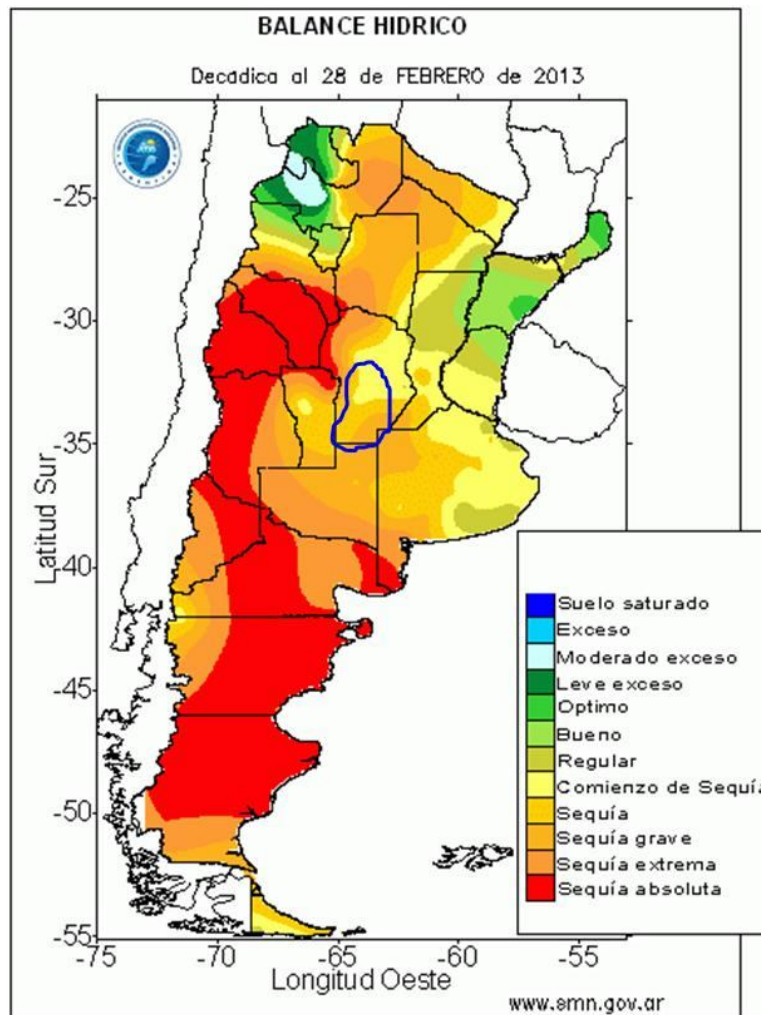 BALANCE HIDRICO
Decadica al 28 de FEBRERO de 2013
-25
-30
-35
-40
-45
-50
-55
Latitud Sur
-75
-70
-65
-60
-55
Longitud Oeste
Suelo saturado
Exceso
Moderado exceso
Leve exceso
Optimo
Bueno
Regular
Comienzo de Sequía
Sequía
Sequía grave
Sequía extrema
Sequía absoluta
www.smn.gov.ar